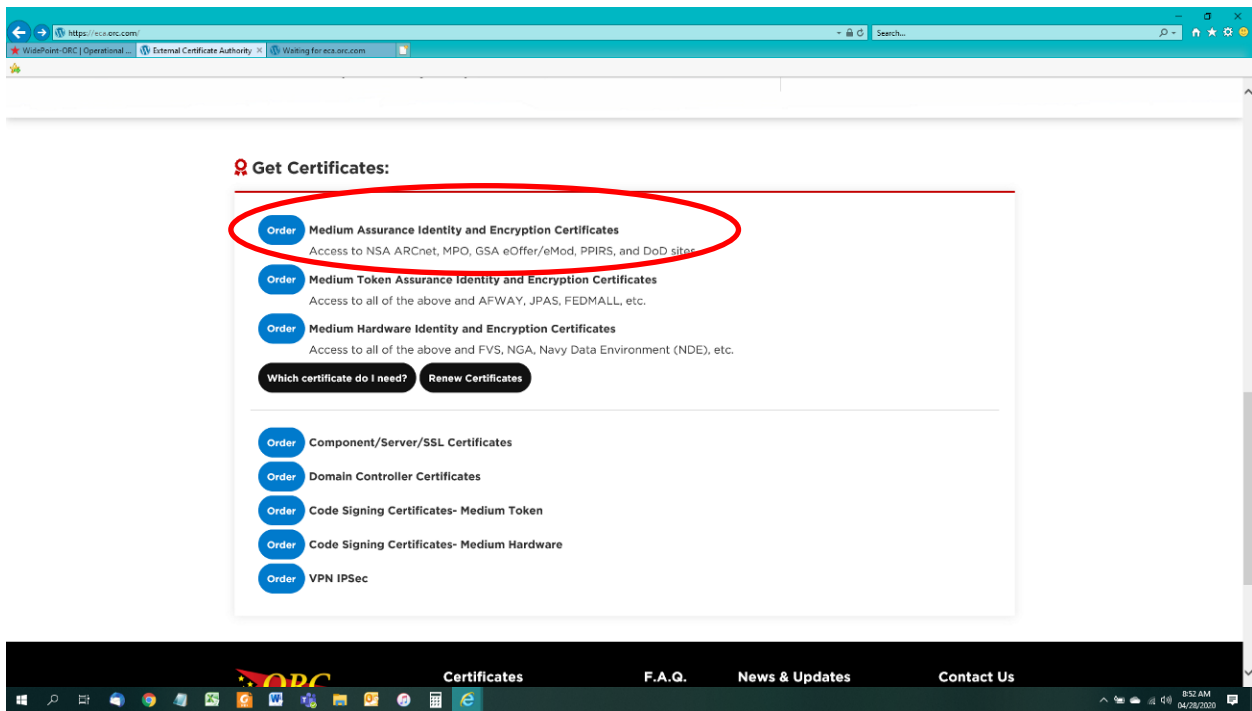 https://eca.orc.com/
Search...
WidePoint-ORC | Operational ...
External Certificate Authority
Waiting for eca.orc.com
Get Certificates:
Order Medium Assurance Identity and Encryption Certificates
Access to NSA ARCnet, MPO, GSA eOffer/eMod, PPIRS, and DoD sites
Order Medium Token Assurance Identity and Encryption Certificates
Access to all of the above and AFWAY, JPAS, FEDMALL, etc.
Order Medium Hardware Identity and Encryption Certificates
Access to all of the above and FVS, NGA, Navy Data Environment (NDE), etc.
Which certificate do I need? Renew Certificates
Order Component/Server/SSL Certificates
Order Domain Controller Certificates
Order Code Signing Certificates- Medium Token
Order Code Signing Certificates- Medium Hardware
Order VPN IPSec
ORC Certificates F.A.Q. News & Updates Contact Us
8:52 AM
04/28/2020